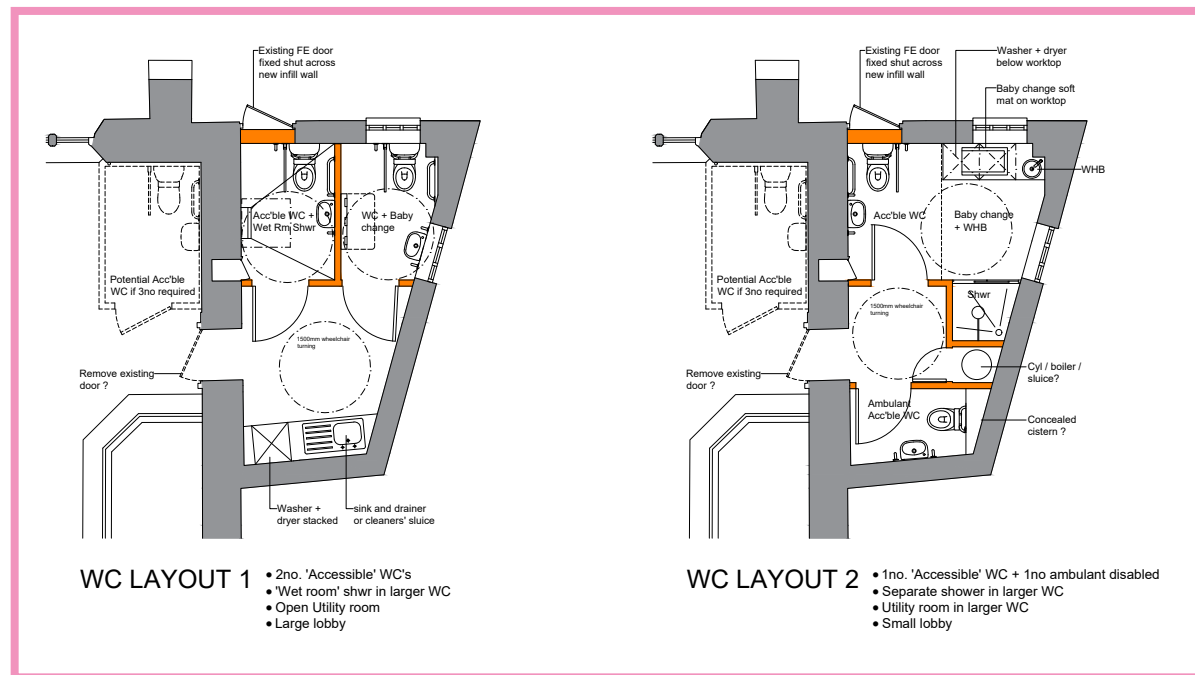 Existing FE door
fixed shut across
new infill wall
Acc'ble WC +
Wet Rm Shwr
WC + Baby
change
Potential Acc'ble
WC if 3no required
1500mm wheelchair
turning
Remove existing
door ?
Washer +
dryer stacked
sink and drainer
or cleaners' sluice
WC LAYOUT 1
• 2no. 'Accessible' WC's
• 'Wet room' shwr in larger WC
• Open Utility room
• Large lobby
Existing FE door
fixed shut across
new infill wall
Washer + dryer
below worktop
Baby change soft
mat on worktop
WHB
Acc'ble WC
Baby change
+ WHB
Potential Acc'ble
WC if 3no required
Shwr
1500mm wheelchair
turning
Remove existing
door ?
Cyl / boiler /
sluice?
Ambulant
Acc'ble WC
Concealed
cistern ?
WC LAYOUT 2
• 1no. 'Accessible' WC + 1no ambulant disabled
• Separate shower in larger WC
• Utility room in larger WC
• Small lobby